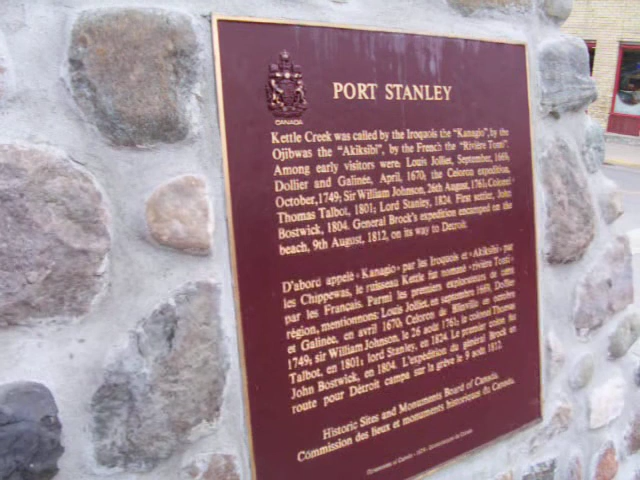 CANADA
PORT STANLEY
Kettle Creek was called by the Iroquois the "Kanagio", by the
Ojibwas the "Akiksibi", by the French the "Rivière Tonti".
Among early visitors were: Louis Jolliet, September, 1669;
Dollier and Galinée, April, 1670; the Celoron expedition,
October, 1749; Sir William Johnson, 26th August, 1761; Colonel
Thomas Talbot, 1801; Lord Stanley, 1824. First settler, John
Bostwick, 1804. General Brock's expedition encamped on the
beach, 9th August, 1812, on its way to Detroit.
D'abord appelé «Kanagio» par les Iroquois et «Akiksibi» par
les Chippewas, le ruisseau Kettle fut nommé «rivière Tonti»
par les Français. Parmi les premiers explorateurs de cette
région, mentionnons: Louis Jolliet, en septembre 1669, Dollier
et Galinée, en avril 1670; Céloron de Blainville en octobre
1749; sir William Johnson, le 26 août 1761; le colonel Thomas
Talbot, en 1801; lord Stanley, en 1824. Le premier colon fut
John Bostwick, en 1804. L'expédition du général Brock en
route pour Détroit campa sur la grève le 9 août 1812.
Historic Sites and Monuments Board of Canada.
Commission des lieux et monuments historiques du Canada.
Government of Canada - Gouvernement du Canada